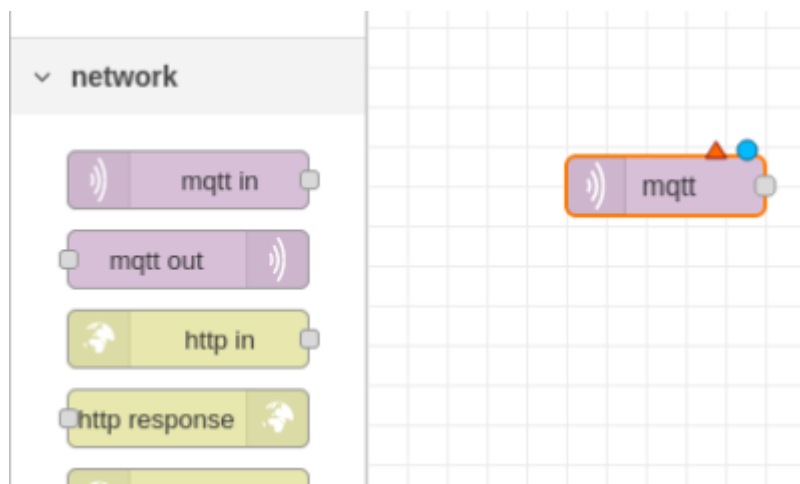 network
mqtt in
mqtt
mqtt out
http in
http response